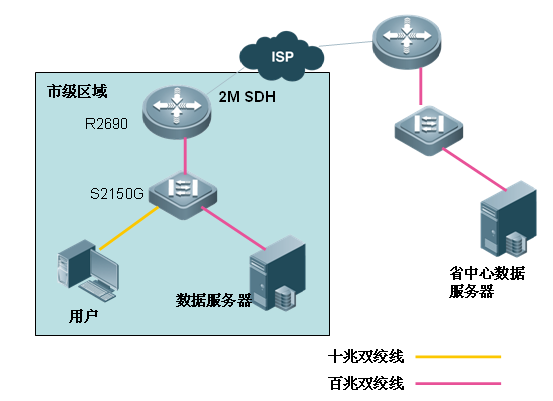 ISP
市级区域
2M SDH
R2690
S2150G
用户
数据服务器
省中心数据
服务器
十兆双绞线
百兆双绞线